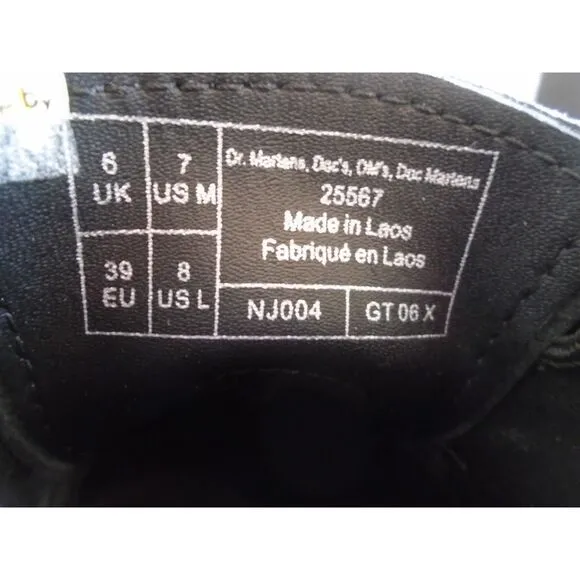 6
UK
7
US M
39
EU
8
US L
Dr. Martens, Doc's, DM's, Doc Martens
25567
Made in Laos
Fabriqué en Laos
NJ004
GT 06 X